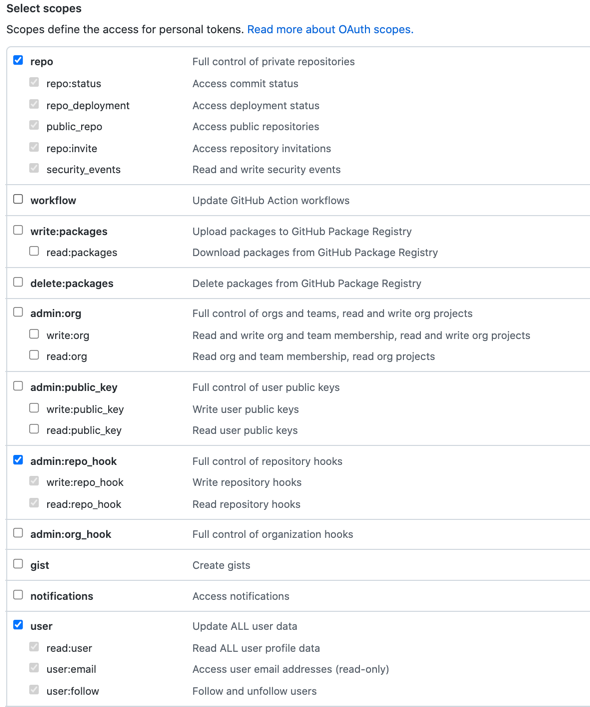 Select scopes
Scopes define the access for personal tokens. Read more about OAuth scopes.
repo Full control of private repositories
repo:status Access commit status
repo_deployment Access deployment status
public_repo Access public repositories
repo:invite Access repository invitations
security_events Read and write security events
workflow Update GitHub Action workflows
write:packages Upload packages to GitHub Package Registry
read:packages Download packages from GitHub Package Registry
delete:packages Delete packages from GitHub Package Registry
admin:org Full control of orgs and teams, read and write org projects
write:org Read and write org and team membership, read and write org projects
read:org Read org and team membership, read org projects
admin:public_key Full control of user public keys
write:public_key Write user public keys
read:public_key Read user public keys
admin:repo_hook Full control of repository hooks
write:repo_hook Write repository hooks
read:repo_hook Read repository hooks
admin:org_hook Full control of organization hooks
gist Create gists
notifications Access notifications
user Update ALL user data
read:user Read ALL user profile data
user:email Access user email addresses (read-only)
user:follow Follow and unfollow users